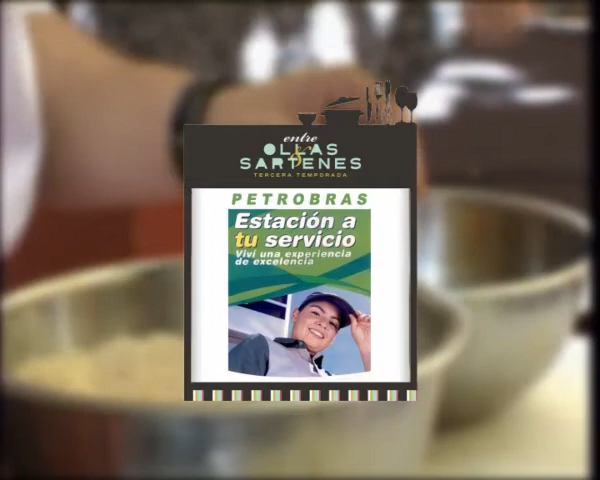 entre
OLLAS
&
SARTENES
TERCERA TEMPORADA
PETROBRAS
Estación a
tu servicio
Viví una experiencia
de excelencia